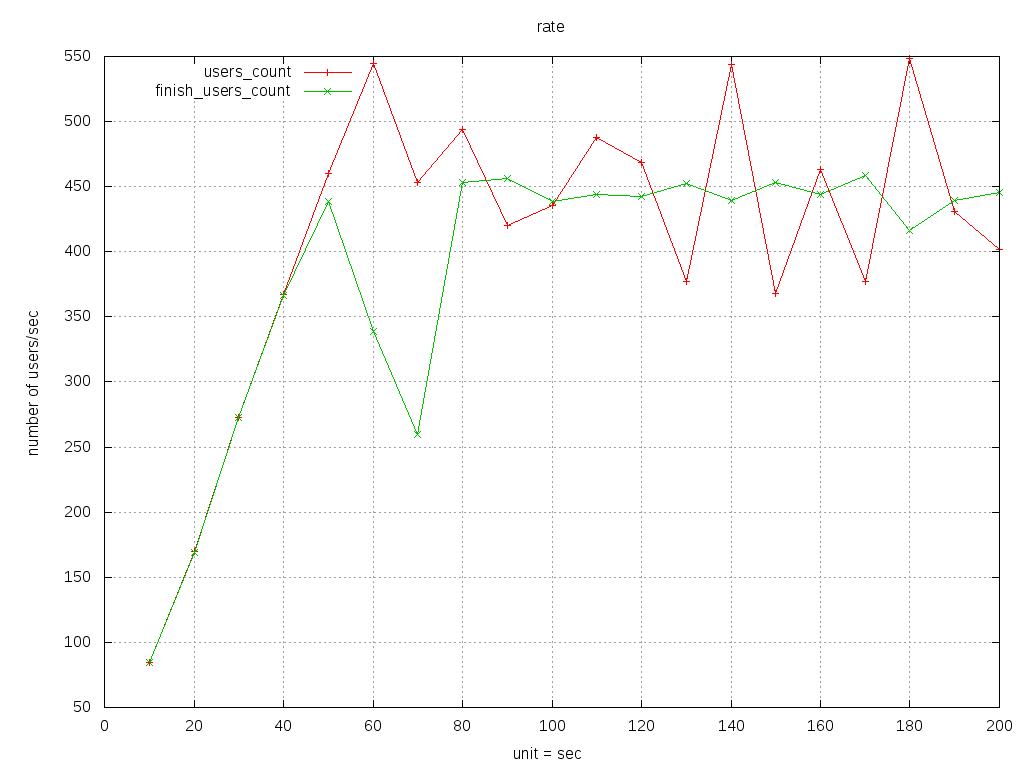 rate
users_count
finish_users_count
550
500
450
400
350
300
250
200
150
100
50
number of users/sec
0 20 40 60 80 100 120 140 160 180 200
unit = sec